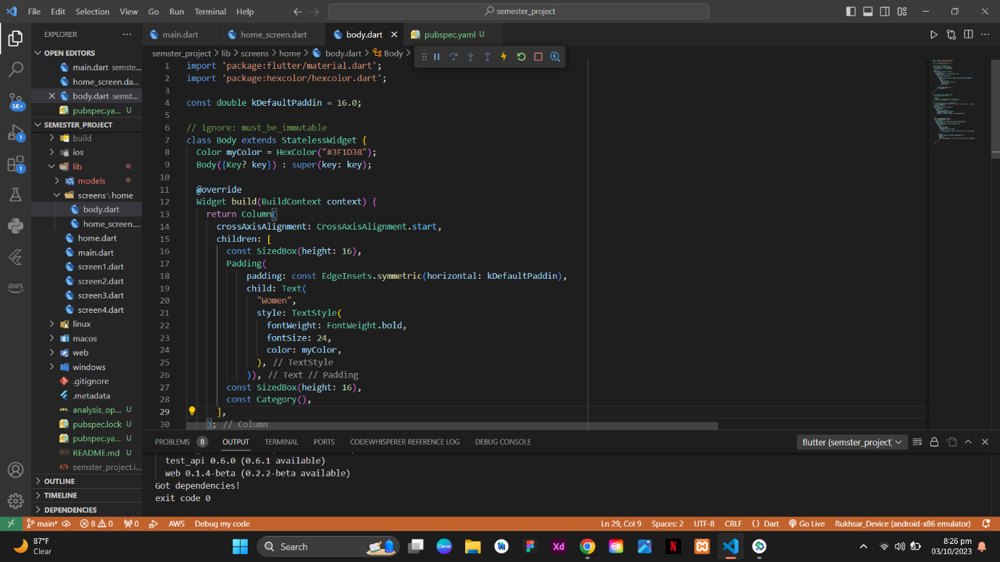 File Edit Selection View Go Run Terminal Help
semester_project
EXPLORER
OPEN EDITORS
main.dart semste...
home_screen.da...
body.dart semst...
pubspec.ya... U
SEMESTER_PROJECT
build
ios
lib
models
screens\home
body.dart
home_screen....
home.dart
main.dart
screen1.dart
screen2.dart
screen3.dart
screen4.dart
linux
macos
web
windows
.gitignore
.metadata
analysis_op... U
pubspec.lock U
pubspec.ya... U
README.md U
semster_project.i...
OUTLINE
TIMELINE
DEPENDENCIES
5K+
1
1
aws
main.dart home_screen.dart body.dart pubspec.yaml U
semster_project > lib > screens > home > body.dart > Body >
1 import 'package:flutter/material.dart';
2 import 'package:hexcolor/hexcolor.dart';
3
4 const double kDefaultPaddin = 16.0;
5
6 // ignore: must_be_immutable
7 class Body extends StatelessWidget {
8 Color myColor = HexColor("#3F1D38");
9 Body({Key? key}) : super(key: key);
10
11 @override
12 Widget build(BuildContext context) {
13 return Column(
14 crossAxisAlignment: CrossAxisAlignment.start,
15 children: [
16 const SizedBox(height: 16),
17 Padding(
18 padding: const EdgeInsets.symmetric(horizontal: kDefaultPaddin),
19 child: Text(
20 "Women",
21 style: TextStyle(
22 fontWeight: FontWeight.bold,
23 fontSize: 24,
24 color: myColor,
25 ), // TextStyle
26 )), // Text // Padding
27 const SizedBox(height: 16),
28 const Category(),
29 ],
30 ); // Column
PROBLEMS 8 OUTPUT TERMINAL PORTS CODEWHISPERER REFERENCE LOG DEBUG CONSOLE
flutter (semster_project)
test_api 0.6.0 (0.6.1 available)
web 0.1.4-beta (0.2.2-beta available)
Got dependencies!
exit code 0
main* 8 0 0 AWS Debug my code
Ln 29, Col 9 Spaces: 2 UTF-8 CRLF {} Dart Go Live Rukhsar_Device (android-x86 emulator)
87°F
Clear
Search
Canva
Xd
N
8:26 pm
03/10/2023